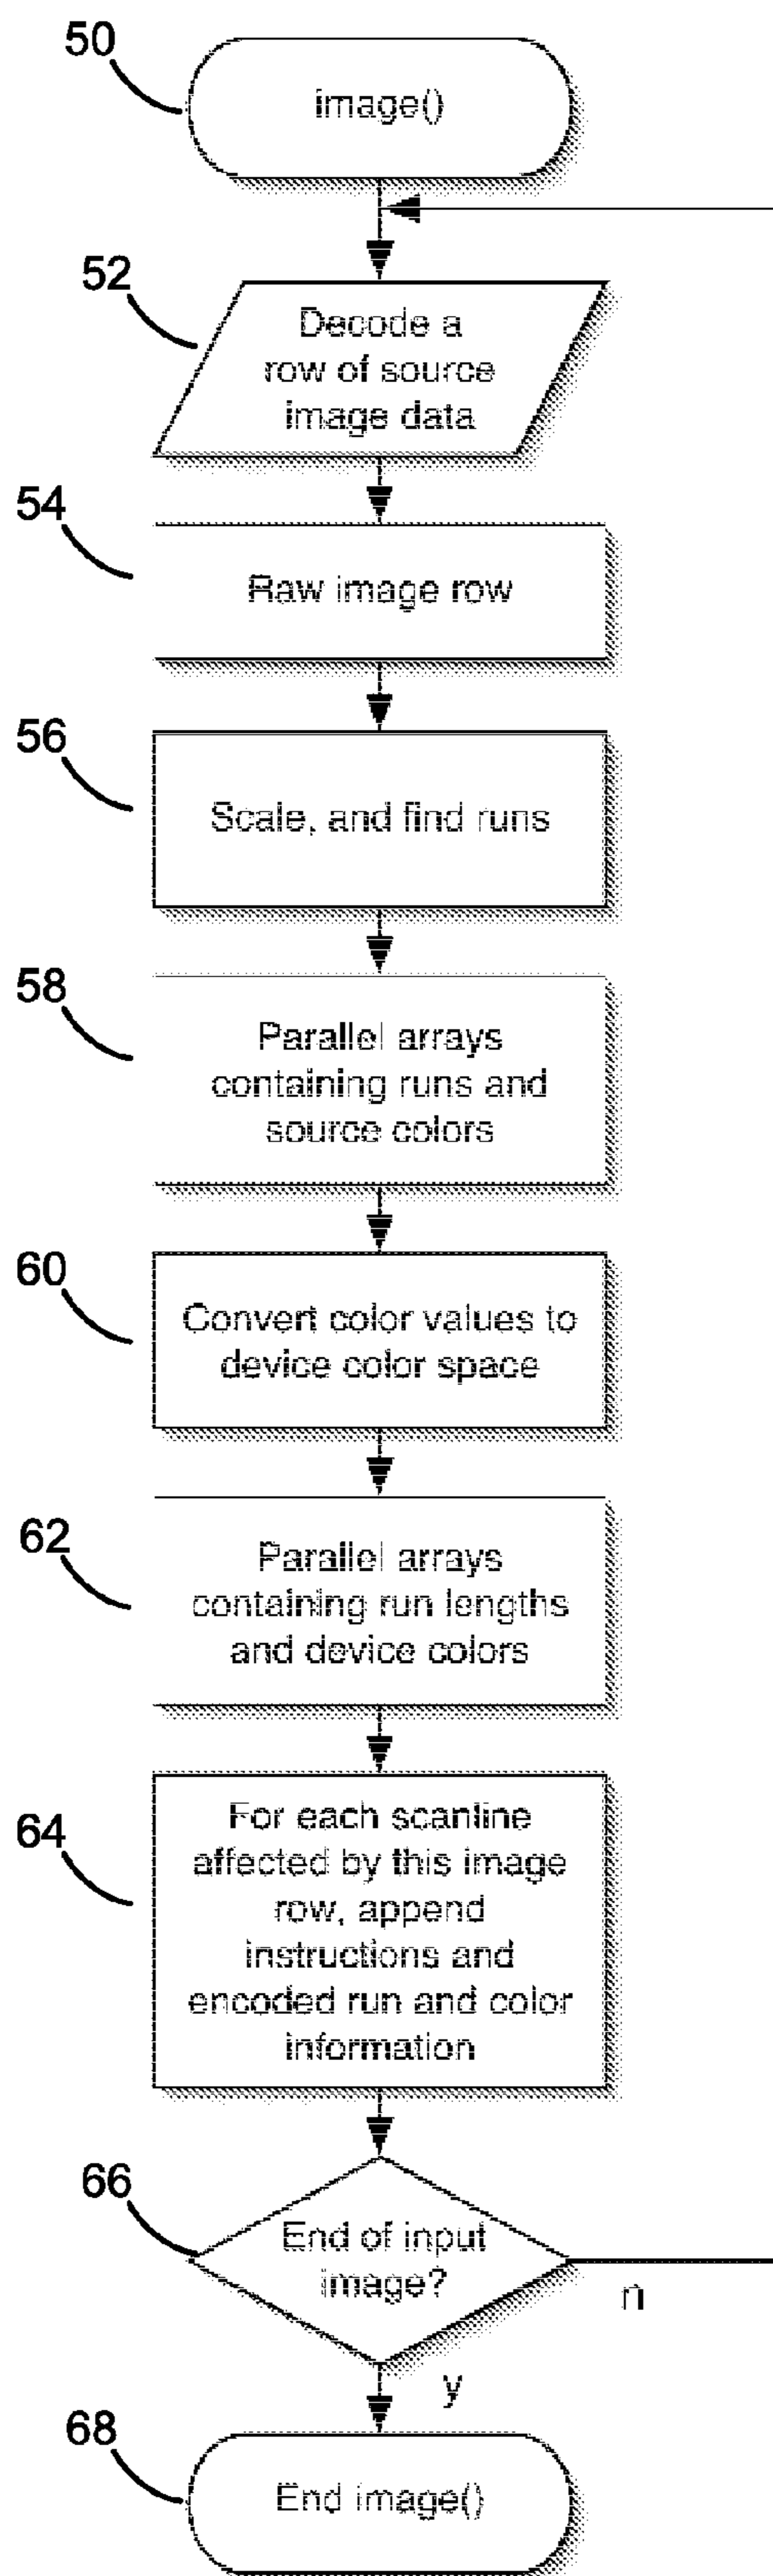 50
image()
52
Decode a
row of source
image data
54
Raw image row
56
Scale, and find runs
58
Parallel arrays
containing runs and
source colors
60
Convert color values to
device color space
62
Parallel arrays
containing run lengths
and device colors
64
For each scanline
affected by this image
row, append
instructions and
encoded run and color
information
66
End of input
image?
n
y
68
End image()